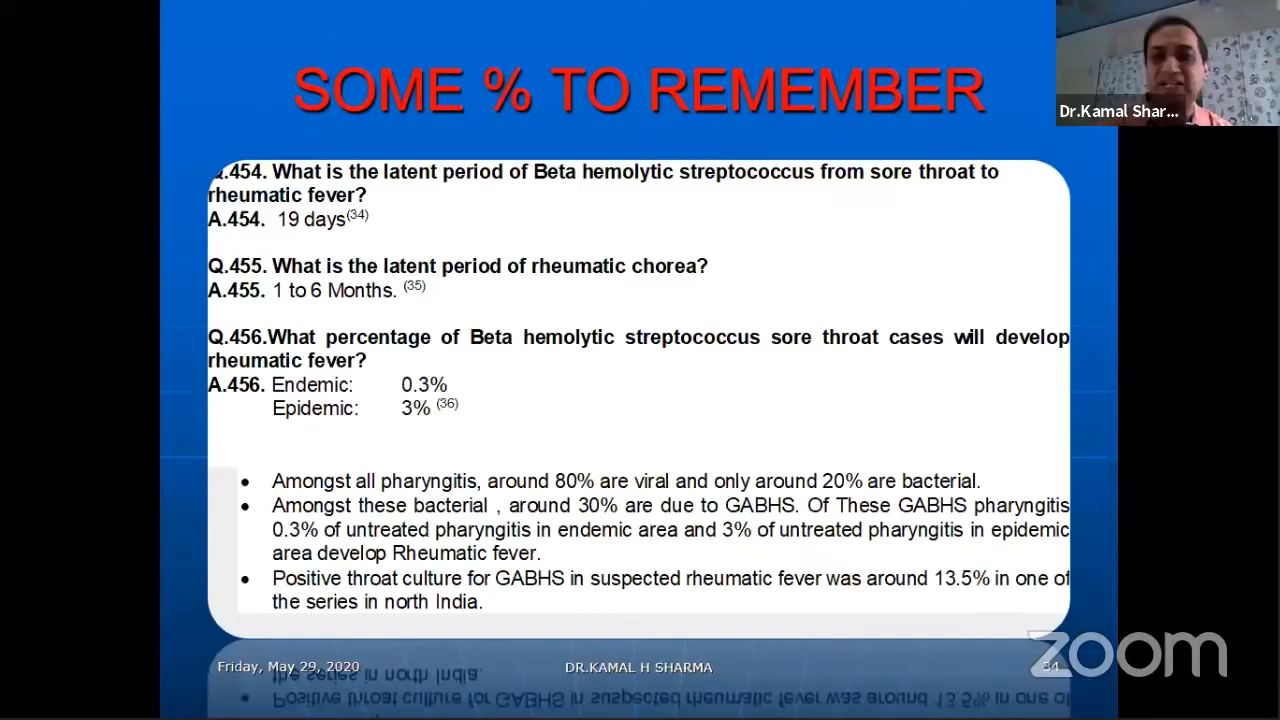 SOME % TO REMEMBER
Dr.Kamal Shar...
Q.454. What is the latent period of Beta hemolytic streptococcus from sore throat to
rheumatic fever?
A.454. 19 days(34)
Q.455. What is the latent period of rheumatic chorea?
A.455. 1 to 6 Months. (35)
Q.456.What percentage of Beta hemolytic streptococcus sore throat cases will develop
rheumatic fever?
A.456. Endemic: 0.3%
Epidemic: 3% (36)
• Amongst all pharyngitis, around 80% are viral and only around 20% are bacterial.
• Amongst these bacterial , around 30% are due to GABHS. Of These GABHS pharyngitis
0.3% of untreated pharyngitis in endemic area and 3% of untreated pharyngitis in epidemic
area develop Rheumatic fever.
• Positive throat culture for GABHS in suspected rheumatic fever was around 13.5% in one of
the series in north India.
Friday, May 29, 2020
DR.KAMAL H SHARMA
34
zoom